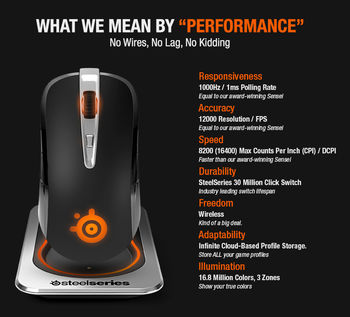 WHAT WE MEAN BY “PERFORMANCE”
No Wires, No Lag, No Kidding
Responsiveness
1000Hz / 1ms Polling Rate
Equal to our award-winning Sensei
Accuracy
12000 Resolution / FPS
Equal to our award-winning Sensei
Speed
8200 (16400) Max Counts Per Inch (CPI) / DCPI
Faster than our award-winning Sensei
Durability
SteelSeries 30 Million Click Switch
Industry leading switch lifespan
Freedom
Wireless
Kind of a big deal.
Adaptability
Infinite Cloud-Based Profile Storage.
Store ALL your game profiles
Illumination
16.8 Million Colors, 3 Zones
Show your true colors
steelseries